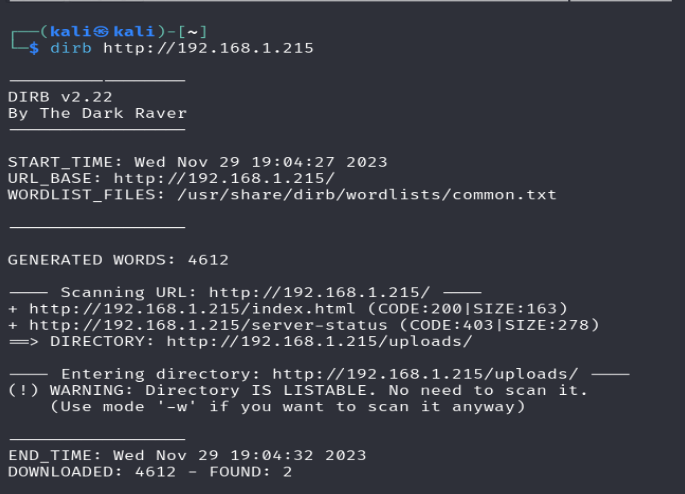 ┌──(kali㉿kali)-[~]
└─$ dirb http://192.168.1.215
-----------------
DIRB v2.22
By The Dark Raver
-----------------
START_TIME: Wed Nov 29 19:04:27 2023
URL_BASE: http://192.168.1.215/
WORDLIST_FILES: /usr/share/dirb/wordlists/common.txt
-----------------
GENERATED WORDS: 4612
---- Scanning URL: http://192.168.1.215/ ----
+ http://192.168.1.215/index.html (CODE:200|SIZE:163)
+ http://192.168.1.215/server-status (CODE:403|SIZE:278)
==> DIRECTORY: http://192.168.1.215/uploads/
---- Entering directory: http://192.168.1.215/uploads/ ----
(!) WARNING: Directory IS LISTABLE. No need to scan it.
(Use mode '-w' if you want to scan it anyway)
-----------------
END_TIME: Wed Nov 29 19:04:32 2023
DOWNLOADED: 4612 - FOUND: 2